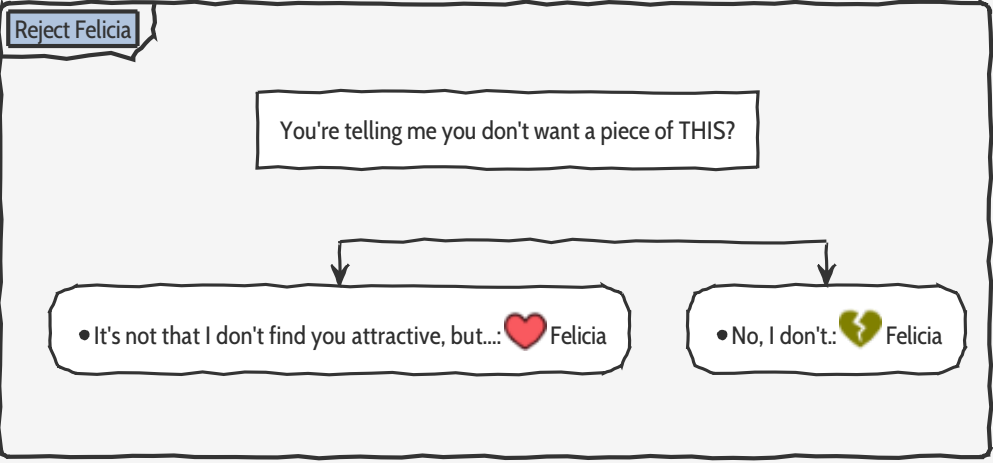 Reject Felicia
You're telling me you don't want a piece of THIS?
•It's not that I don't find you attractive, but...: Felicia
•No, I don't.: Felicia